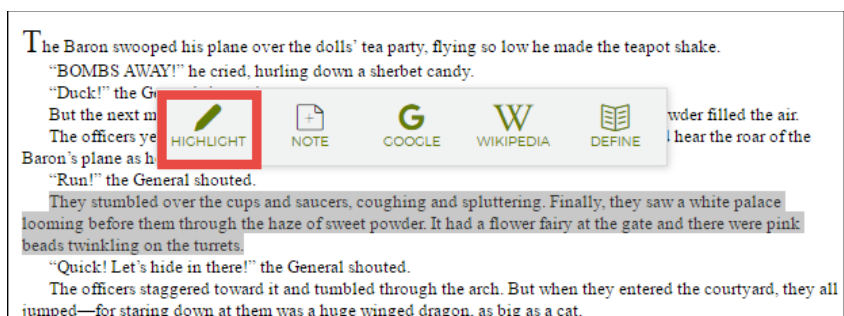 The Baron swooped his plane over the dolls’ tea party, flying so low he made the teapot shake.
“BOMBS AWAY!” he cried, hurling down a sherbet candy.
“Duck!” the
But the next
wder filled the air.
The officers
hear the roar of the
Baron’s plane as
HIGHLIGHT
NOTE
GOOGLE
WIKIPEDIA
DEFINE
“Run!” the General shouted.
They stumbled over the cups and saucers, coughing and spluttering. Finally, they saw a white palace
looming before them through the haze of sweet powder. It had a flower fairy at the gate and there were pink
beads twinkling on the turrets.
“Quick! Let’s hide in there!” the General shouted.
The officers staggered toward it and tumbled through the arch. But when they entered the courtyard, they all
jumped—for staring down at them was a huge winged dragon, as big as a cat.